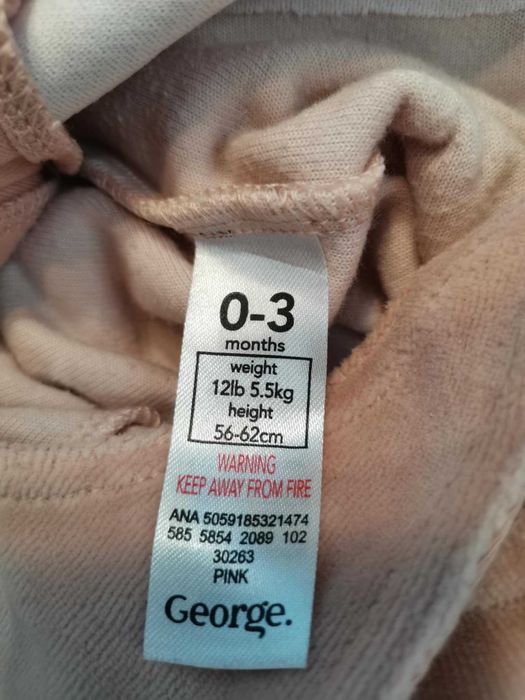 0-3
months
weight
12lb 5.5kg
height
56-62cm
WARNING
KEEP AWAY FROM FIRE
ANA 5059185321474
585 5854 2089 102
30263
PINK
George.